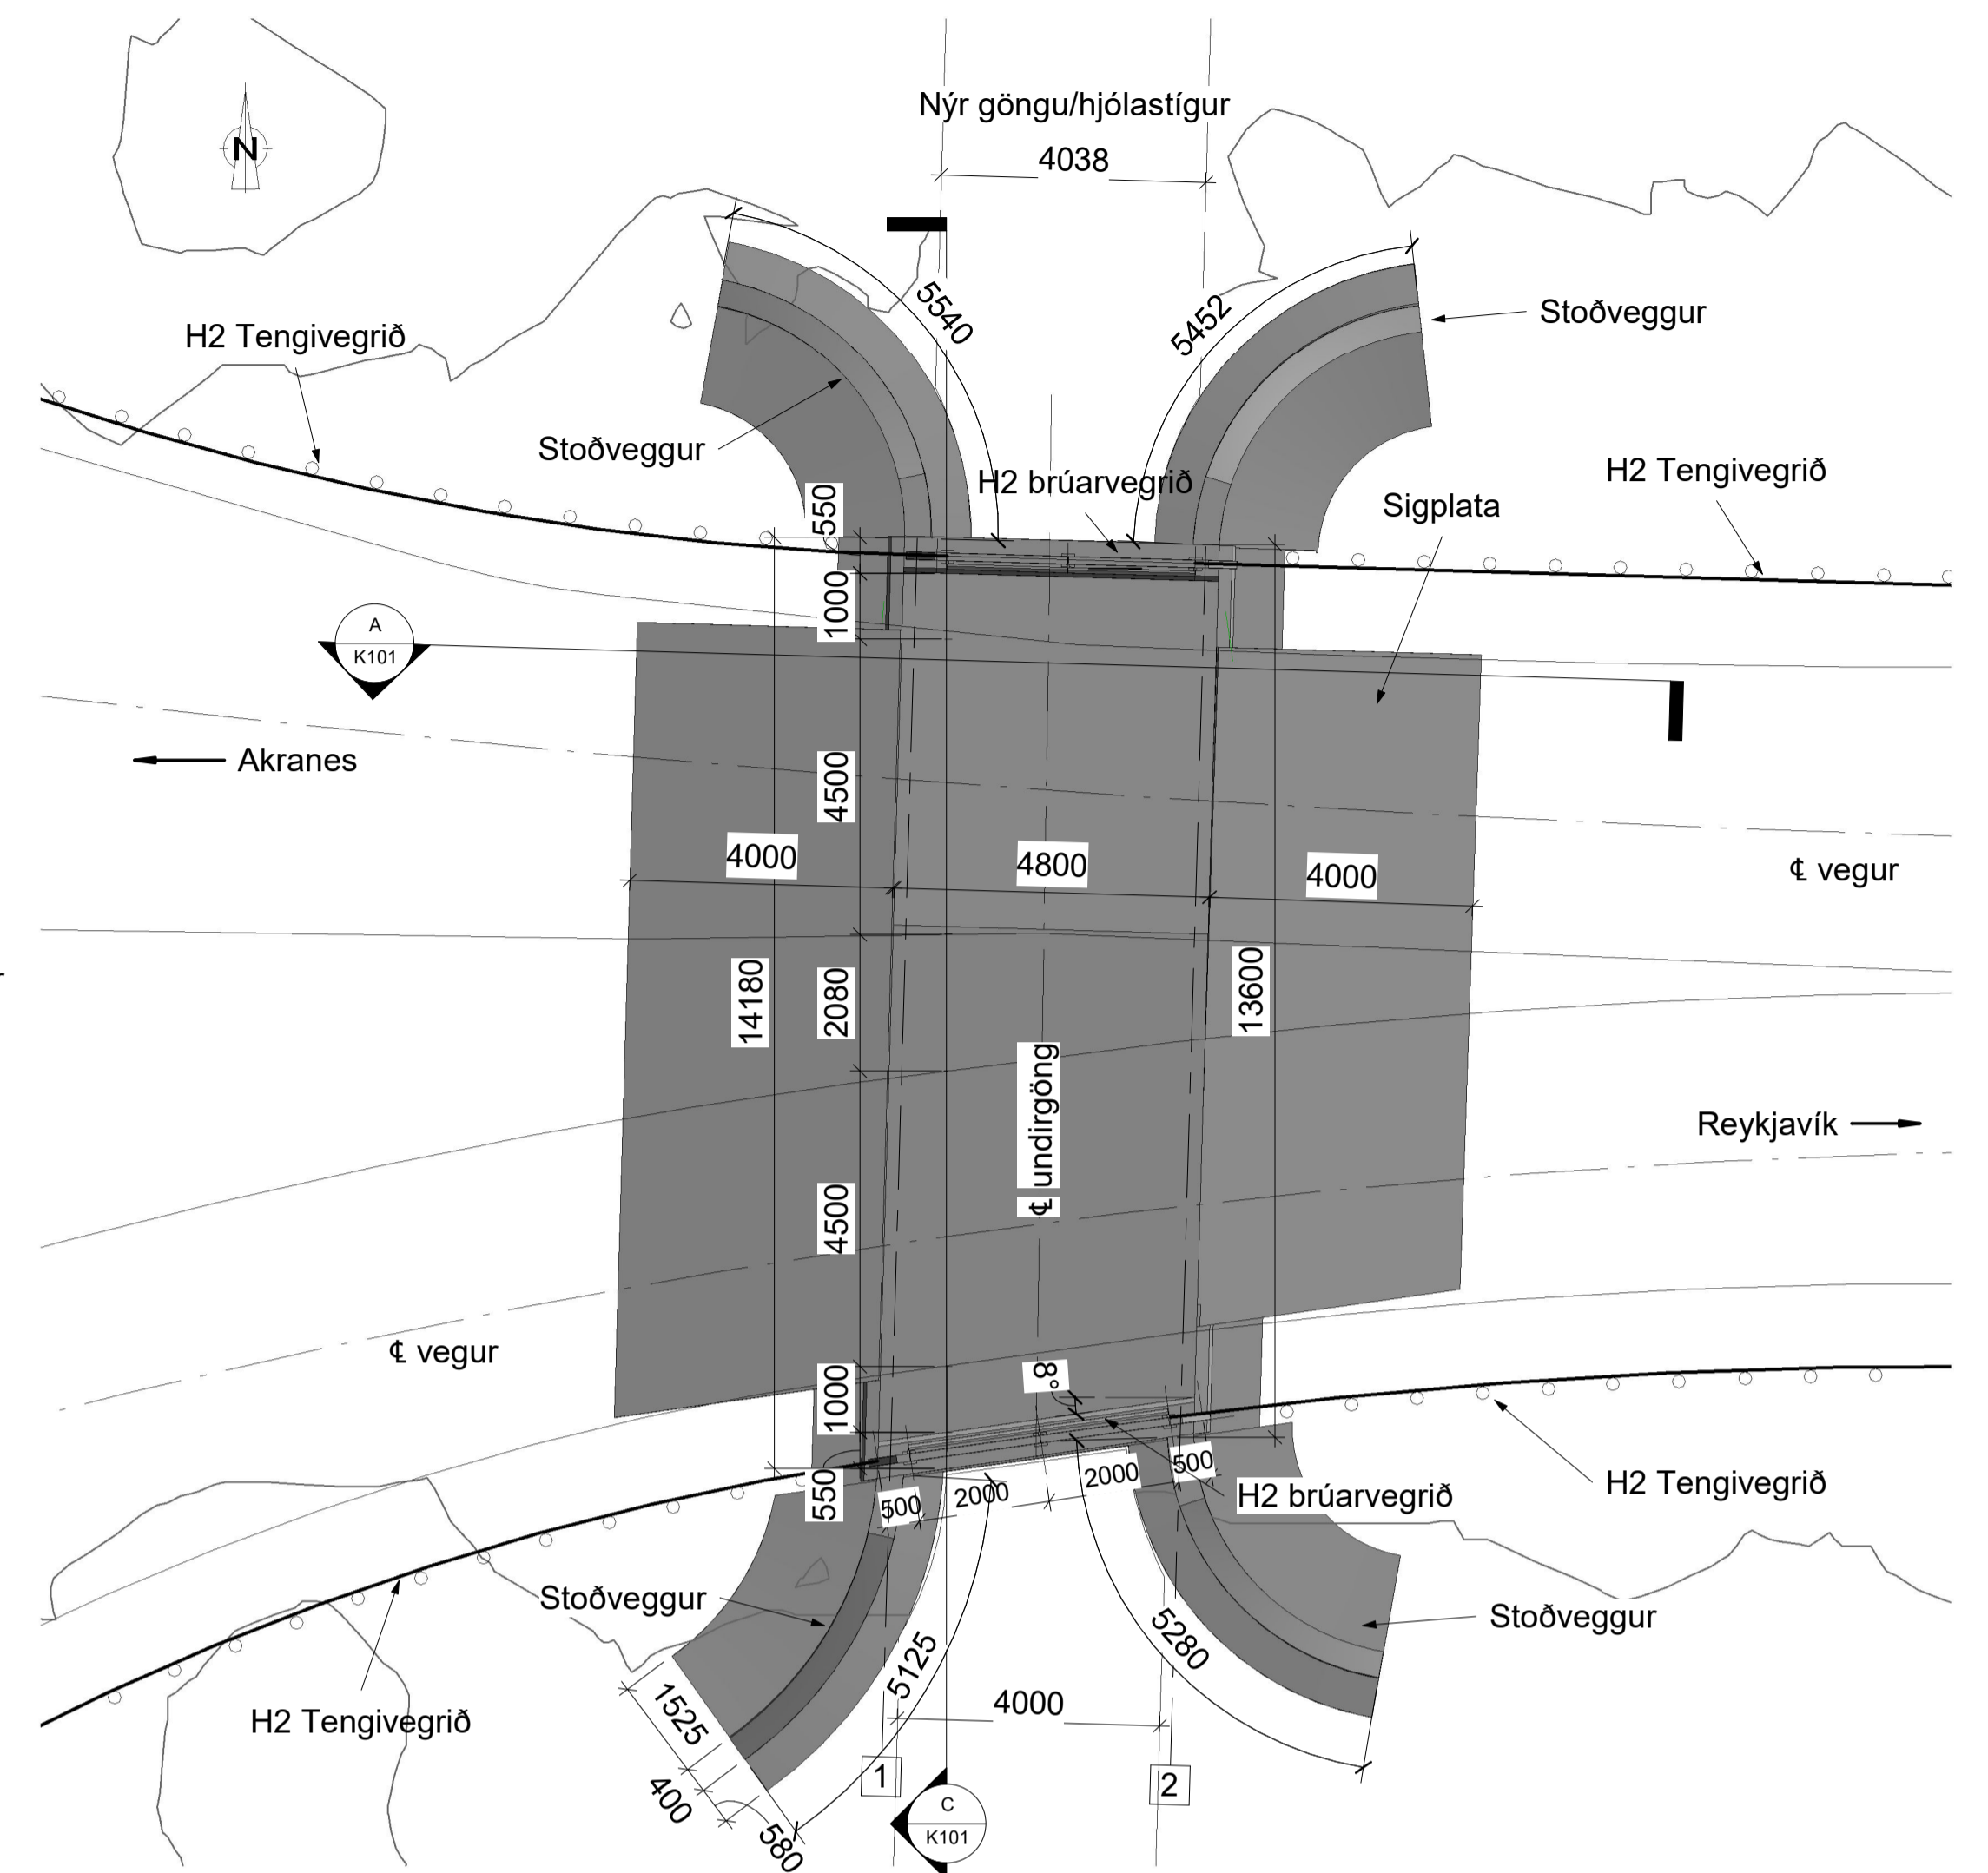 Nýr göngu/hjólastígur
4038
N
5540
5452
Stoðveggur
H2 Tengivegrið
Stoðveggur
H2 brúarvegrið
H2 Tengivegrið
550
Sigplata
1000
A
K101
Akranes
4500
4000
4800
4000
℄ vegur
14180
2080
13600
℄ undirgöng
Reykjavík
4500
℄ vegur
1000
8°
550
500
2000
2000
500
H2 brúarvegrið
H2 Tengivegrið
Stoðveggur
5125
5280
Stoðveggur
H2 Tengivegrið
1525
400
580
4000
1
2
C
K101